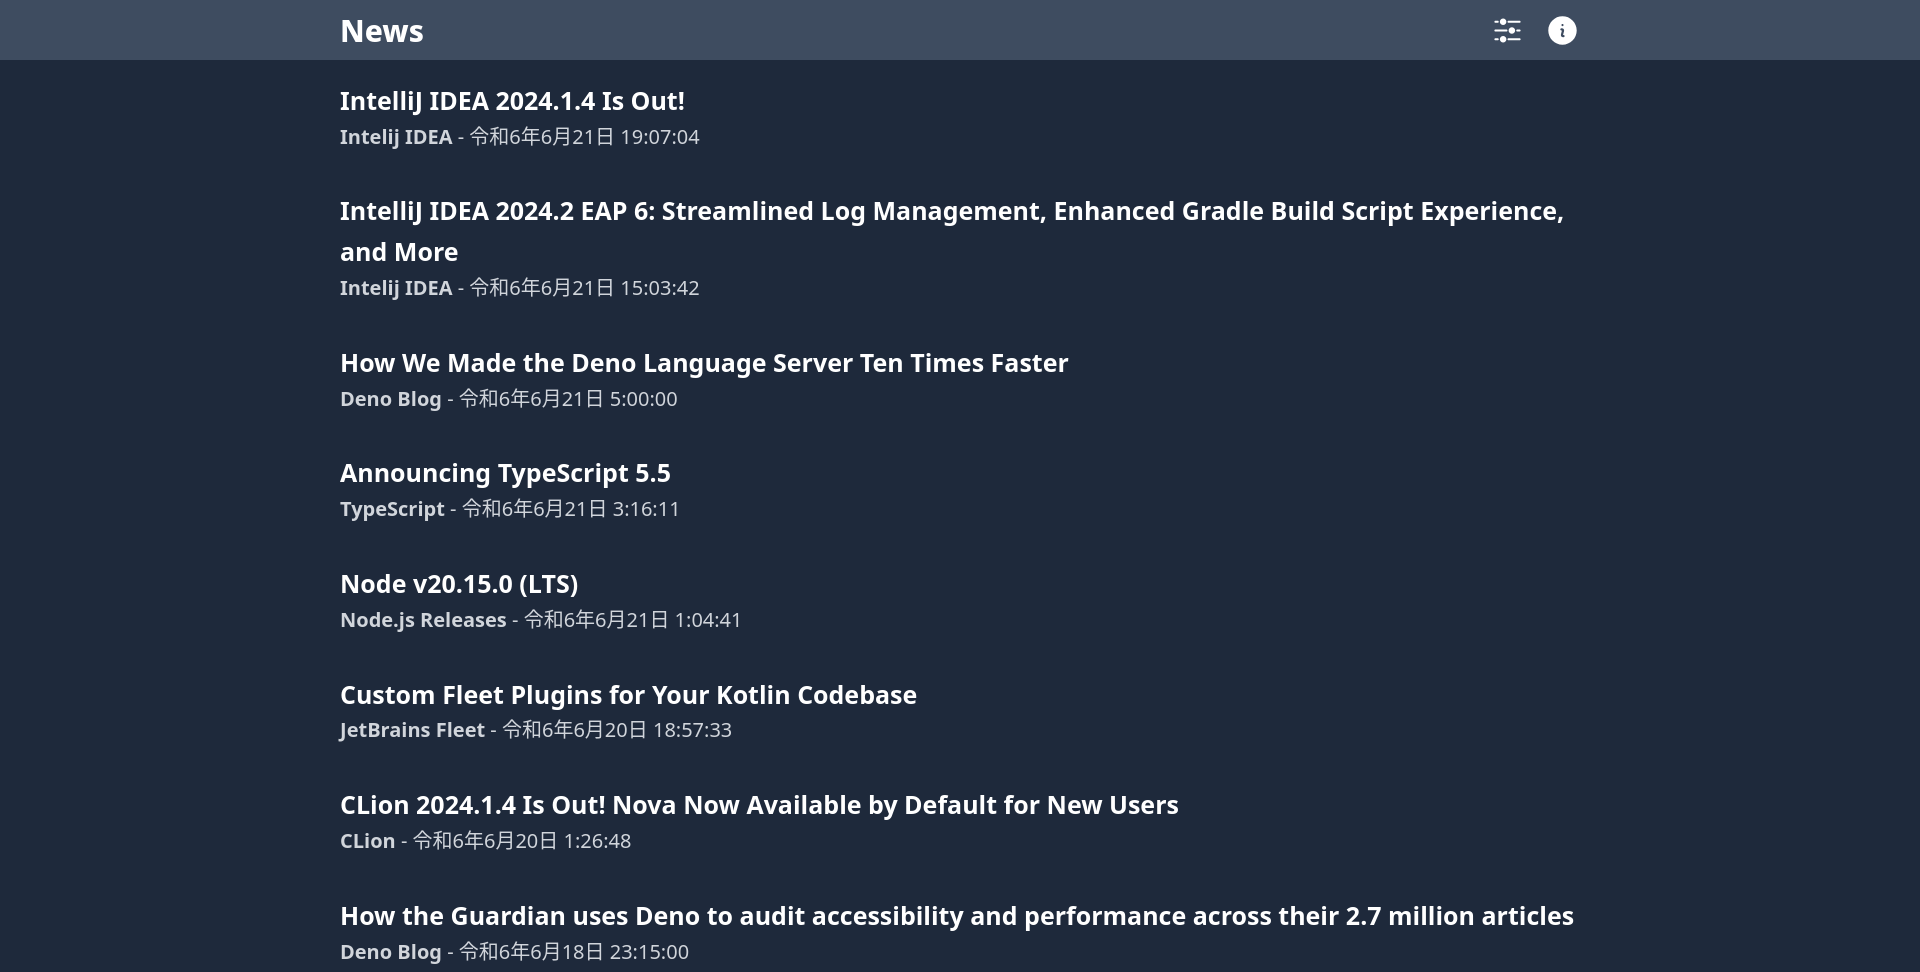 News
IntelliJ IDEA 2024.1.4 Is Out!
Intelij IDEA - 令和6年6月21日 19:07:04
IntelliJ IDEA 2024.2 EAP 6: Streamlined Log Management, Enhanced Gradle Build Script Experience,
and More
Intelij IDEA - 令和6年6月21日 15:03:42
How We Made the Deno Language Server Ten Times Faster
Deno Blog - 令和6年6月21日 5:00:00
Announcing TypeScript 5.5
TypeScript - 令和6年6月21日 3:16:11
Node v20.15.0 (LTS)
Node.js Releases - 令和6年6月21日 1:04:41
Custom Fleet Plugins for Your Kotlin Codebase
JetBrains Fleet - 令和6年6月20日 18:57:33
CLion 2024.1.4 Is Out! Nova Now Available by Default for New Users
CLion - 令和6年6月20日 1:26:48
How the Guardian uses Deno to audit accessibility and performance across their 2.7 million articles
Deno Blog - 令和6年6月18日 23:15:00